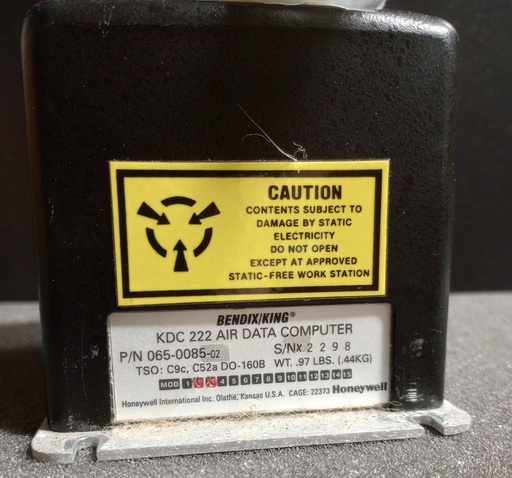 CAUTION
CONTENTS SUBJECT TO
DAMAGE BY STATIC
ELECTRICITY
DO NOT OPEN
EXCEPT AT APPROVED
STATIC-FREE WORK STATION
BENDIX/KING®
KDC 222 AIR DATA COMPUTER
P/N 065-0085-02 S/NX 2298
TSO: C9c, C52a DO-160B WT. .97 LBS. (.44KG)
MOD 1 2 3 4 5 6 7 8 9 10 11 12 13 14 15
Honeywell International Inc. Olathe, Kansas U.S.A. CAGE: 22373 Honeywell